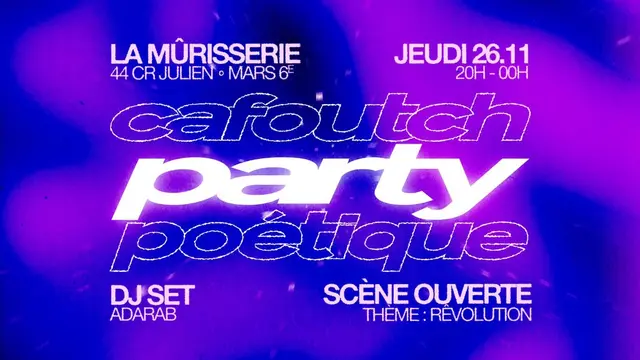 LA MÛRISSERIE
44 CR JULIEN • MARS 6E
JEUDI 26.11
20H - 00H
cafoutch
party
poétique
DJ SET
ADARAB
SCÈNE OUVERTE
THÈME : RÊVOLUTION